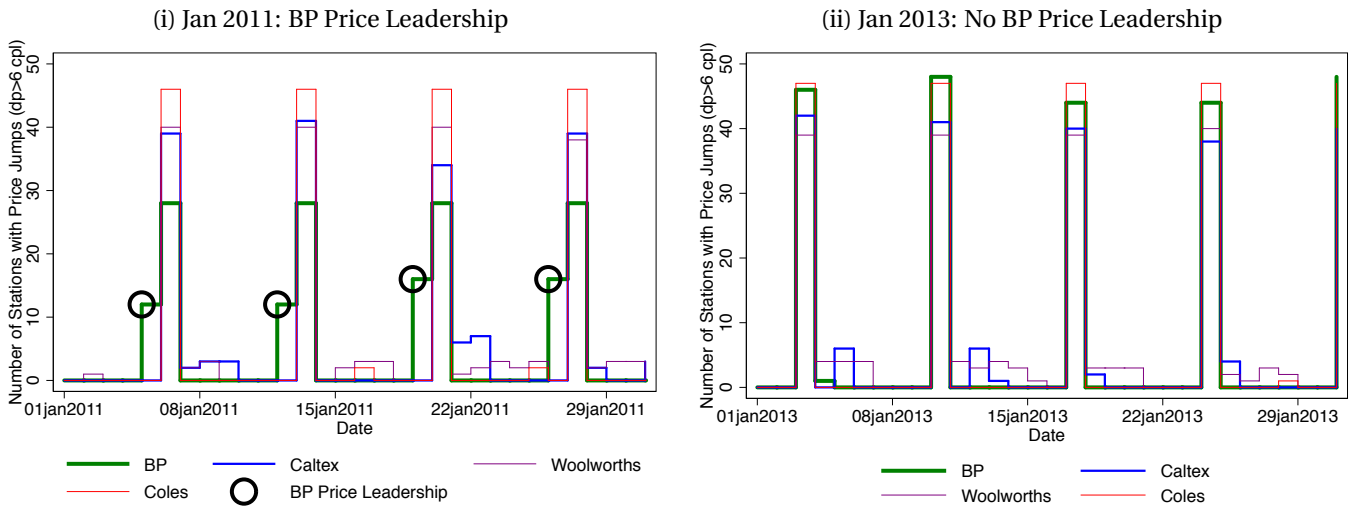 (i) Jan 2011: BP Price Leadership
Number of Stations with Price Jumps (dp>6 cpl)
50
40
30
20
10
0
01jan2011 08jan2011 15jan2011 22jan2011 29jan2011
Date
BP Caltex Woolworths
Coles BP Price Leadership
(ii) Jan 2013: No BP Price Leadership
Number of Stations with Price Jumps (dp>6 cpl)
50
40
30
20
10
0
01jan2013 08jan2013 15jan2013 22jan2013 29jan2013
Date
BP Caltex
Woolworths Coles